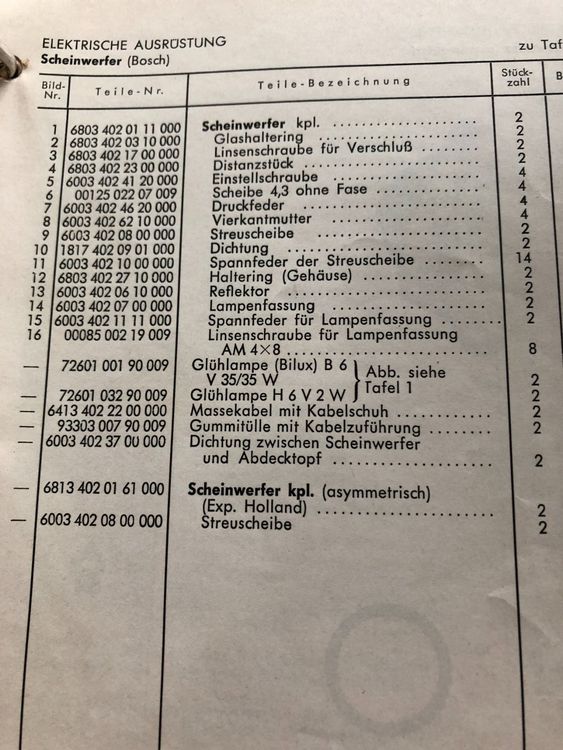 ELEKTRISCHE AUSRÜSTUNG
zu Taf
Scheinwerfer (Bosch)
Bild-Nr. Teile-Nr. Teile-Bezeichnung Stück-zahl B
1 6803 402 01 11 000 Scheinwerfer kpl. 2
2 6803 402 03 10 000 Glashaltering 2
3 6803 402 17 00 000 Linsenschraube für Verschluß 2
4 6803 402 23 00 000 Distanzstück 2
5 6003 402 41 20 000 Einstellschraube 4
6 00125 022 07 009 Scheibe 4,3 ohne Fase 4
7 6003 402 46 20 000 Druckfeder 4
8 6003 402 62 10 000 Vierkantmutter 4
9 6003 402 08 00 000 Streuscheibe 2
10 1817 402 09 01 000 Dichtung 2
11 6003 402 10 00 000 Spannfeder der Streuscheibe 14
12 6803 402 27 10 000 Haltering (Gehäuse) 2
13 6003 402 06 10 000 Reflektor 2
14 6003 402 07 00 000 Lampenfassung 2
15 6003 402 11 11 000 Spannfeder für Lampenfassung 2
16 00085 002 19 009 Linsenschraube für Lampenfassung
AM 4×8 8
— 72601 001 90 009 Glühlampe (Bilux) B 6
V 35/35 W 2
Abb. siehe
Tafel 1
— 72601 032 90 009 Glühlampe H 6 V 2 W 2
— 6413 402 22 00 000 Massekabel mit Kabelschuh 2
— 93303 007 90 009 Gummitülle mit Kabelzuführung 2
— 6003 402 37 00 000 Dichtung zwischen Scheinwerfer
und Abdecktopf 2
— 6813 402 01 61 000 Scheinwerfer kpl. (asymmetrisch)
(Exp. Holland) 2
— 6003 402 08 00 000 Streuscheibe 2